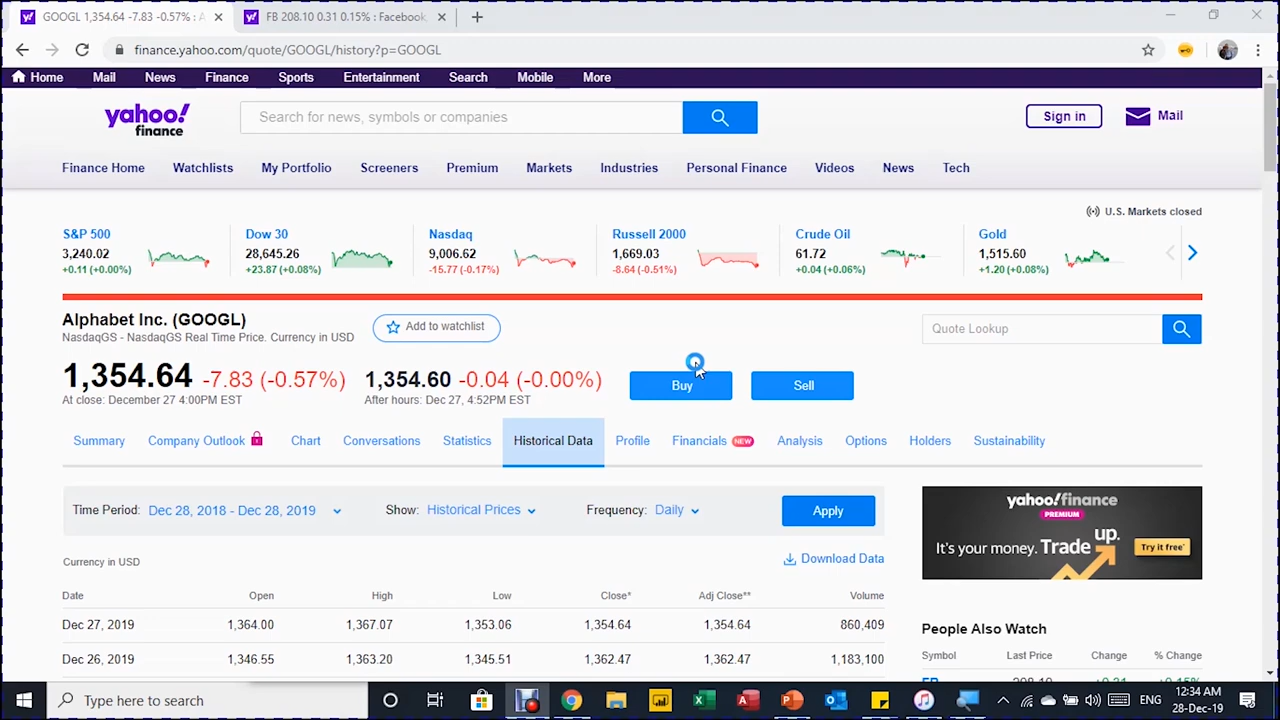 GOOGL 1,354.64 -7.83 -0.57% : A
FB 208.10 0.31 0.15% : Facebook,
finance.yahoo.com/quote/GOOGL/history?p=GOOGL
Home Mail News Finance Sports Entertainment Search Mobile More
yahoo!
finance
Search for news, symbols or companies
Sign in
Mail
Finance Home Watchlists My Portfolio Screeners Premium Markets Industries Personal Finance Videos News Tech
U.S. Markets closed
S&P 500 Dow 30 Nasdaq Russell 2000 Crude Oil Gold
3,240.02 28,645.26 9,006.62 1,669.03 61.72 1,515.60
+0.11 (+0.00%) +23.87 (+0.08%) -15.77 (-0.17%) -8.64 (-0.51%) +0.04 (+0.06%) +1.20 (+0.08%)
Alphabet Inc. (GOOGL)
Add to watchlist
Quote Lookup
NasdaqGS - NasdaqGS Real Time Price. Currency in USD
1,354.64 -7.83 (-0.57%) 1,354.60 -0.04 (-0.00%)
Buy Sell
At close: December 27 4:00PM EST After hours: Dec 27, 4:52PM EST
Summary Company Outlook Chart Conversations Statistics Historical Data Profile Financials NEW Analysis Options Holders Sustainability
Time Period: Dec 28, 2018 - Dec 28, 2019 Show: Historical Prices Frequency: Daily Apply
Currency in USD Download Data
Date Open High Low Close* Adj Close** Volume
Dec 27, 2019 1,364.00 1,367.07 1,353.06 1,354.64 1,354.64 860,409
Dec 26, 2019 1,346.55 1,363.20 1,345.51 1,362.47 1,362.47 1,183,100
yahoo!finance
PREMIUM
It's your money. Trade up.
Try it free*
People Also Watch
Symbol Last Price Change % Change
Type here to search
ENG
12:34 AM
28-Dec-19